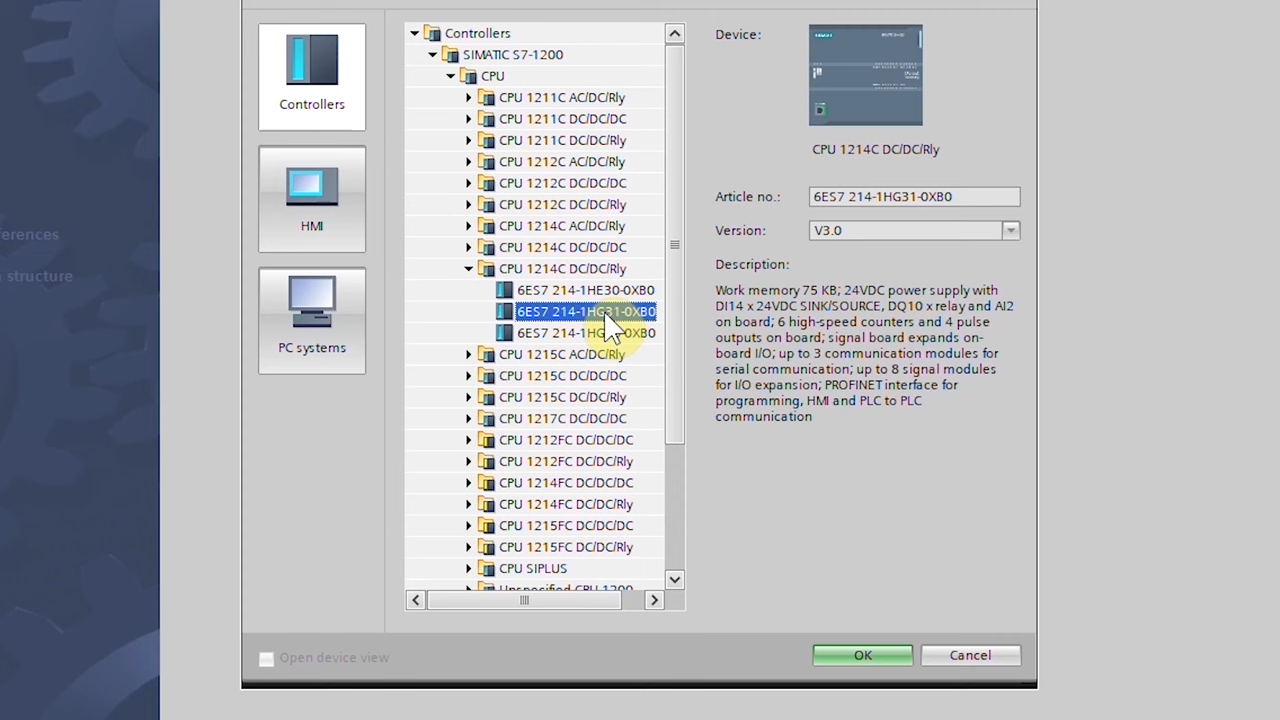 Controllers
HMI
PC systems
erences
structure
Controllers
SIMATIC S7-1200
CPU
CPU 1211C AC/DC/Rly
CPU 1211C DC/DC/DC
CPU 1211C DC/DC/Rly
CPU 1212C AC/DC/Rly
CPU 1212C DC/DC/DC
CPU 1212C DC/DC/Rly
CPU 1214C AC/DC/Rly
CPU 1214C DC/DC/DC
CPU 1214C DC/DC/Rly
6ES7 214-1HE30-0XB0
6ES7 214-1HG31-0XB0
6ES7 214-1HG
0XB0
CPU 1215C AC/DC/Rly
CPU 1215C DC/DC/DC
CPU 1215C DC/DC/Rly
CPU 1217C DC/DC/DC
CPU 1212FC DC/DC/DC
CPU 1212FC DC/DC/Rly
CPU 1214FC DC/DC/DC
CPU 1214FC DC/DC/Rly
CPU 1215FC DC/DC/DC
CPU 1215FC DC/DC/Rly
CPU SIPLUS
Unspecified CPU 1200
Device:
CPU 1214C DC/DC/Rly
Article no.: 6ES7 214-1HG31-0XB0
Version: V3.0
Description:
Work memory 75 KB; 24VDC power supply with
DI14 x 24VDC SINK/SOURCE, DQ10 x relay and AI2
on board; 6 high-speed counters and 4 pulse
outputs on board; signal board expands on-
board I/O; up to 3 communication modules for
serial communication; up to 8 signal modules
for I/O expansion; PROFINET interface for
programming, HMI and PLC to PLC
communication
Open device view
OK
Cancel